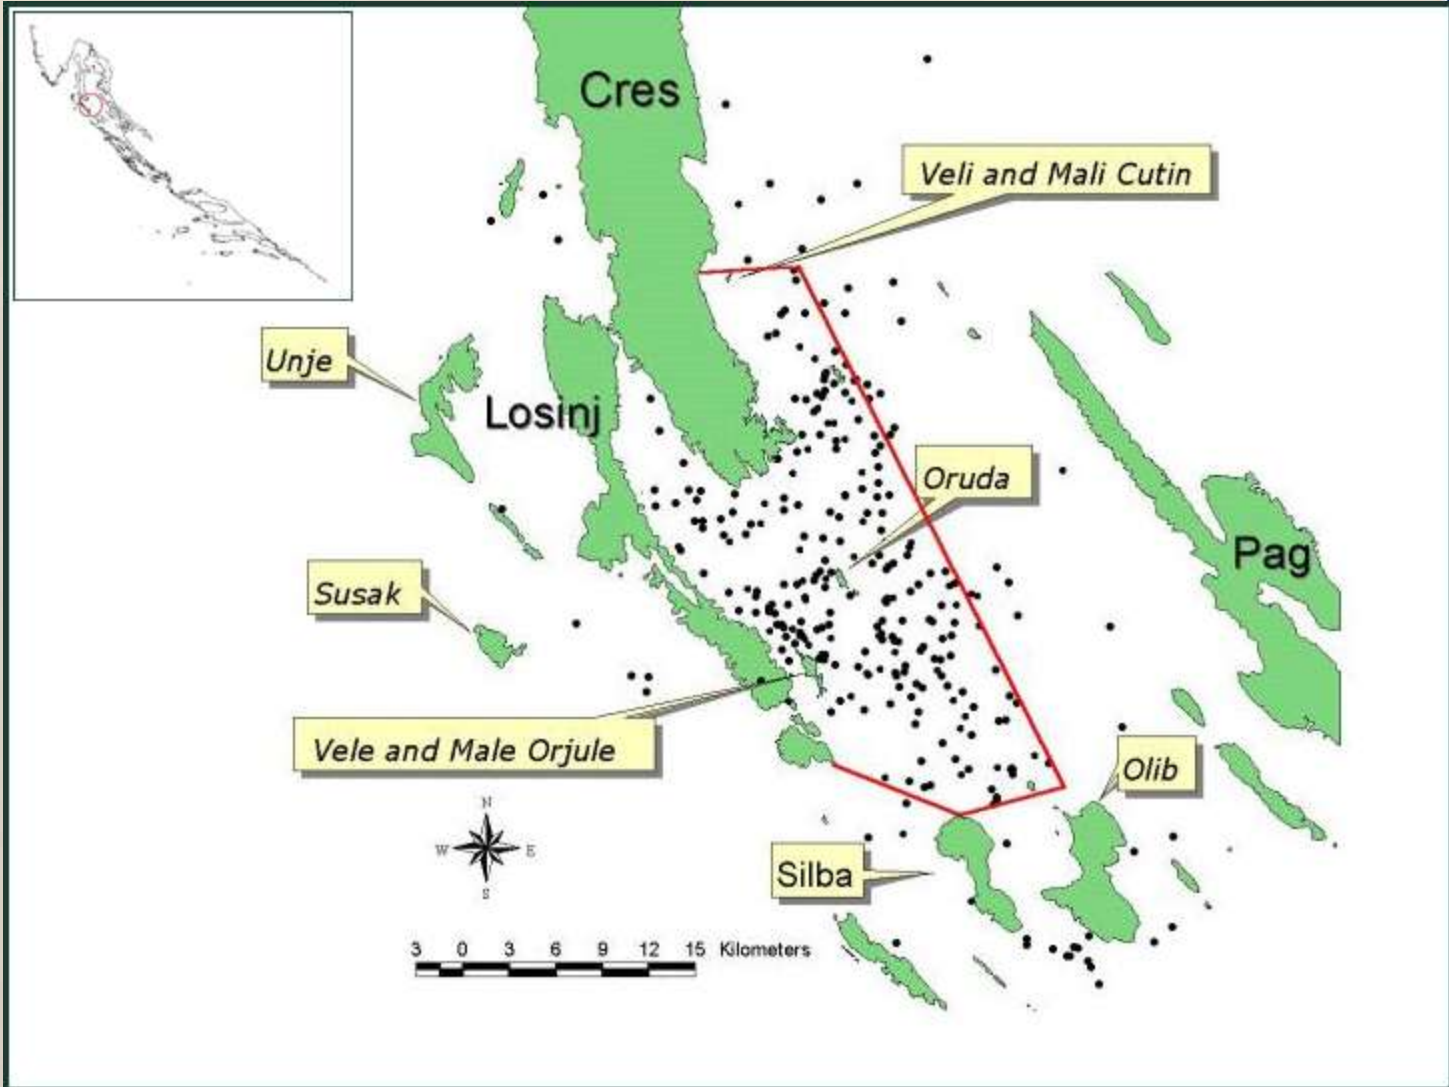 Cres
Veli and Mali Cutin
Unje
Losinj
Oruda
Pag
Susak
Vele and Male Orjule
Olib
Silba
N
W E
S
3 0 3 6 9 12 15 Kilometers